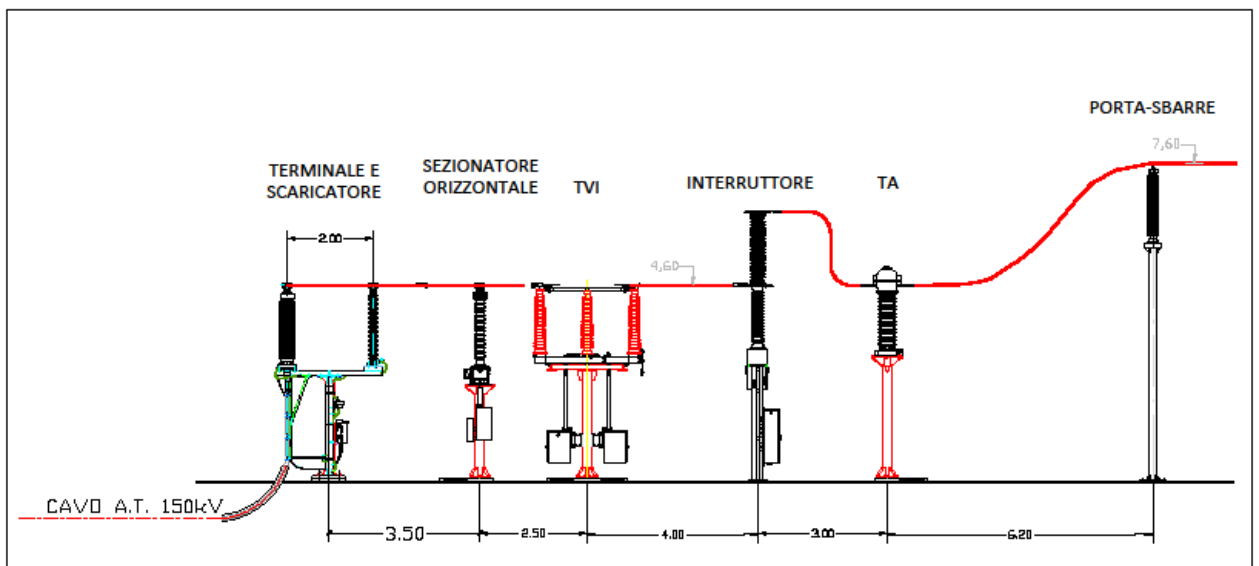 PORTA-SBARRE
7,60
TERMINALE E
SCARICATORE
SEZIONATORE
ORIZZONTALE
TVI
INTERRUTTORE
TA
2.00
4,60
CAVO A.T. 150kV
3.50
2.50
4.00
3.00
6.20